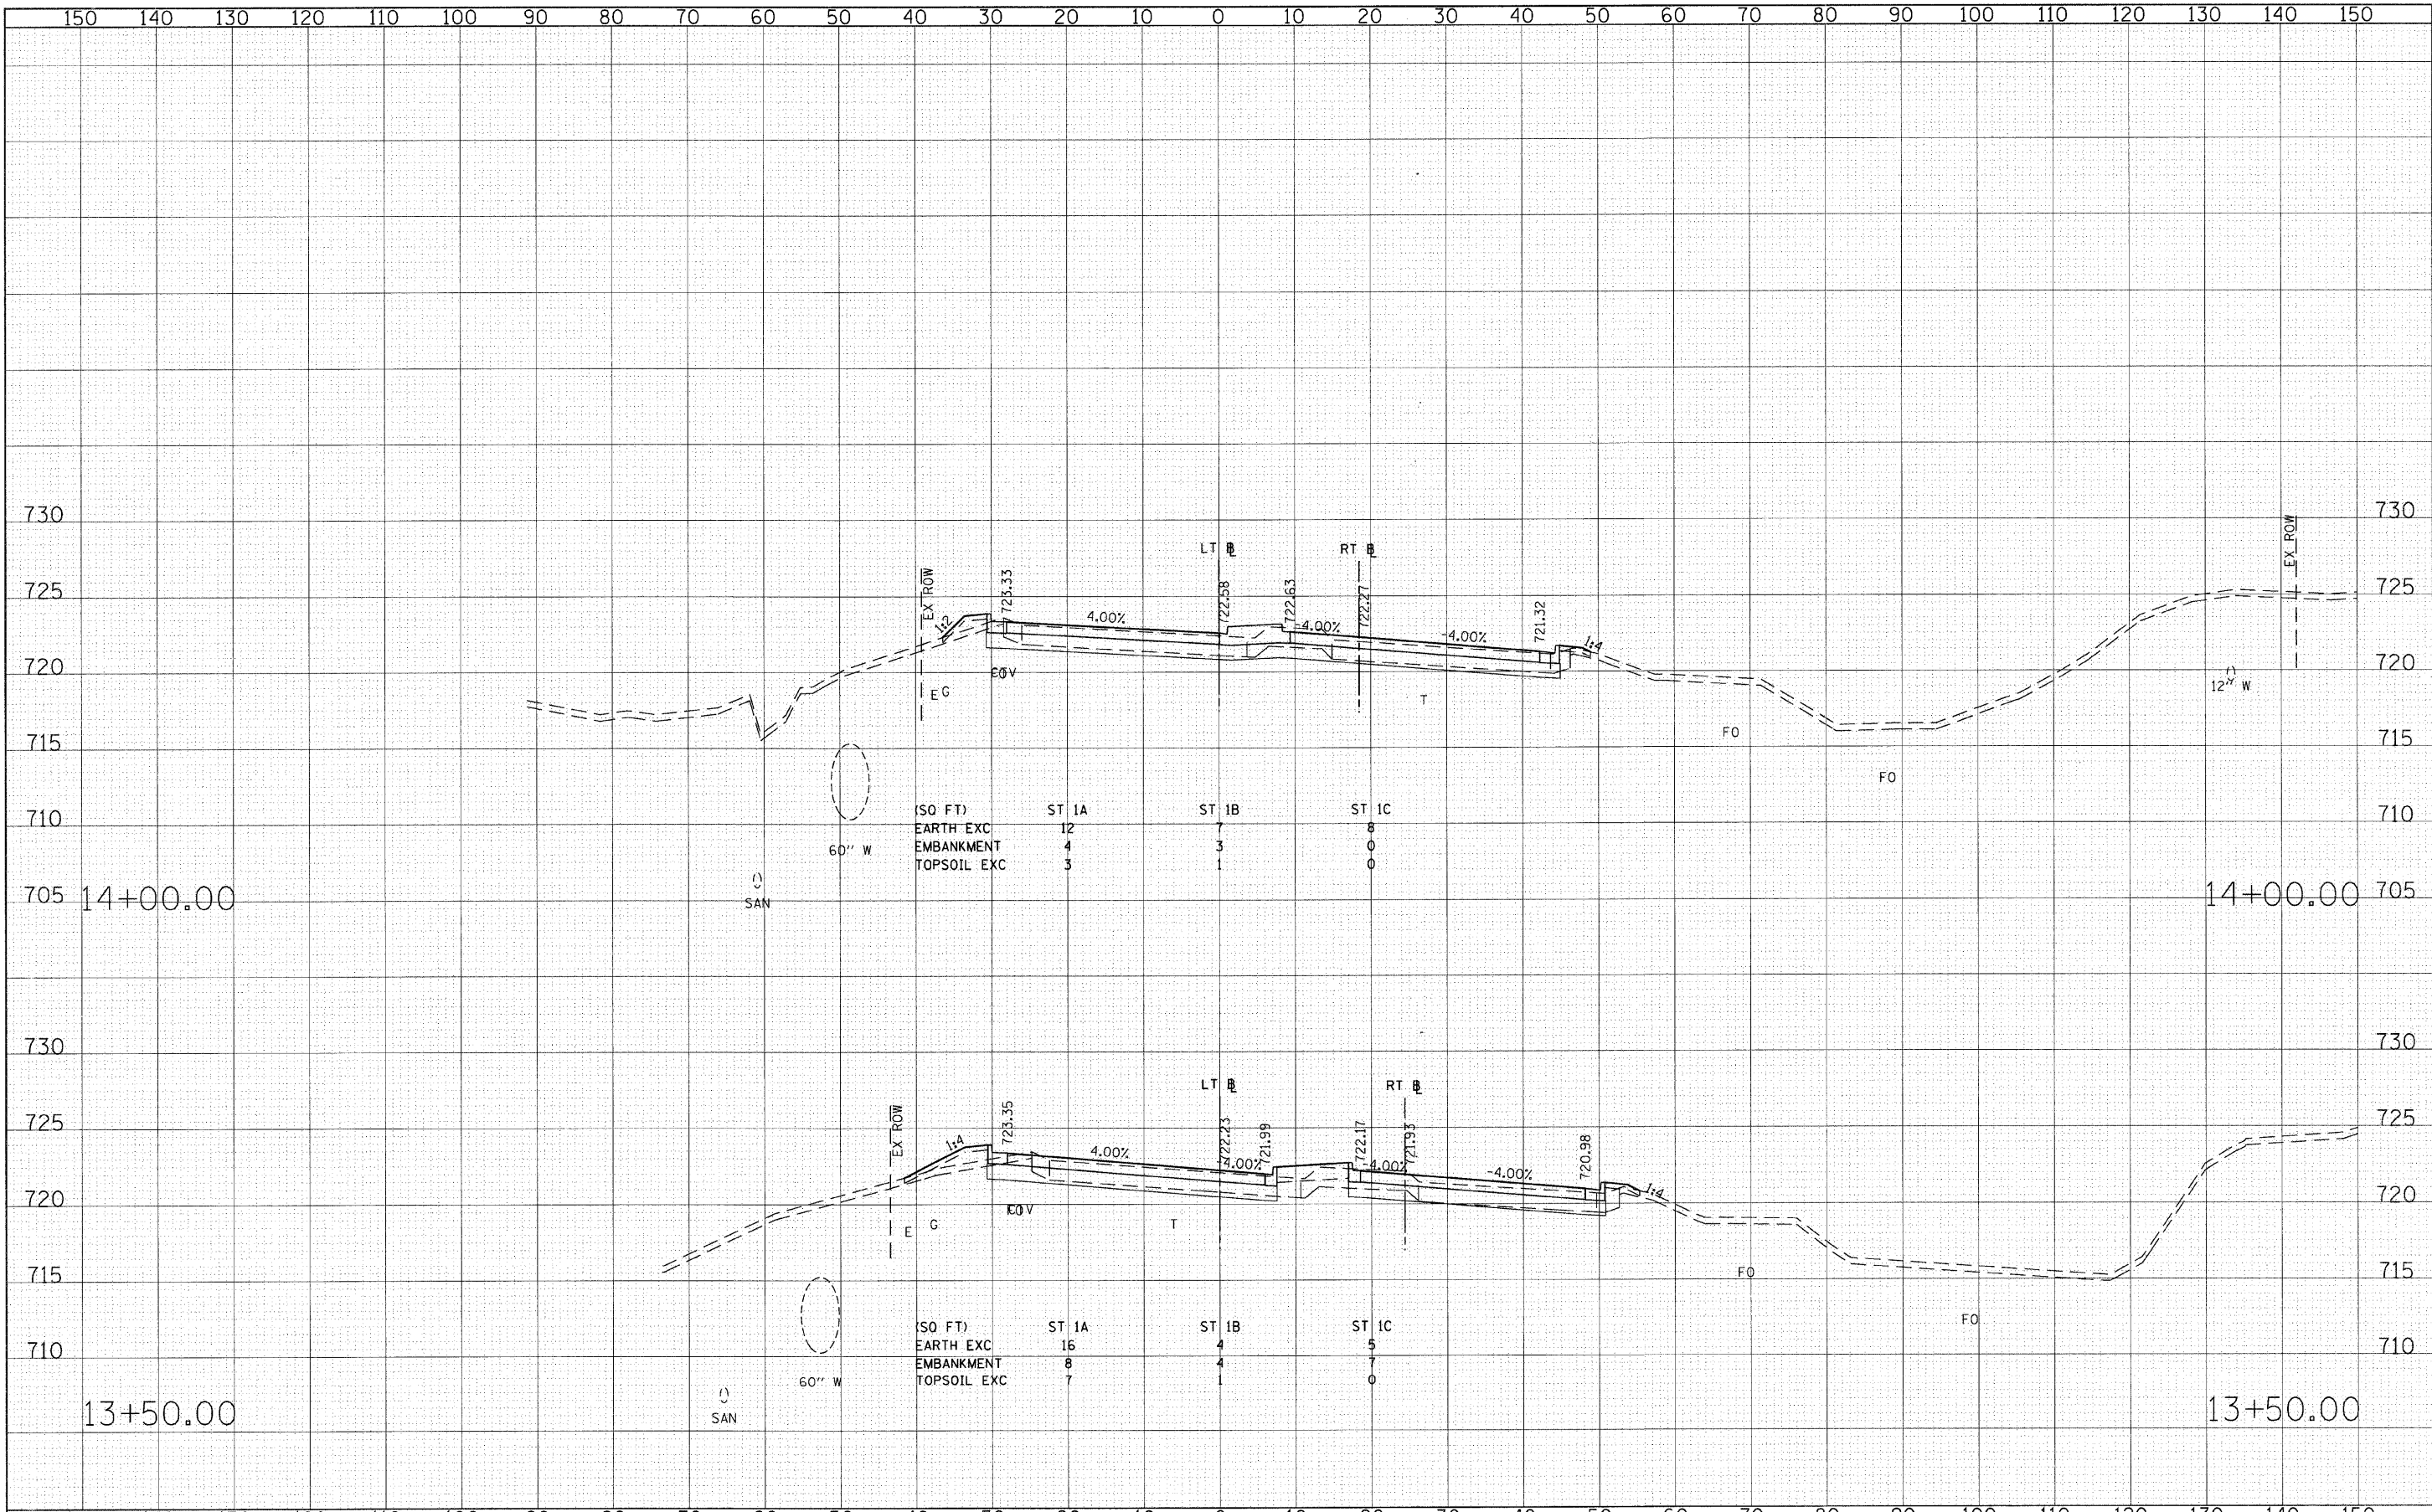 150 140 130 120 110 100 90 80 70 60 50 40 30 20 10 0 10 20 30 40 50 60 70 80 90 100 110 120 130 140 150
730 730
LT BL RT BL EX ROW
725 EX ROW 723.33 722.58 722.63 722.27 721.32 725
1:2 4.00% -4.00% -4.00% 1:4
720 720
E G T 12" W
715 FO 715
FO
(SQ FT) ST 1A ST 1B ST 1C
710 EARTH EXC 12 7 8 710
60" W EMBANKMENT 4 3 0
TOPSOIL EXC 3 1 0
705 14+00.00 SAN 14+00.00 705
730 730
LT BL RT BL
725 EX ROW 723.35 722.23 721.99 722.17 721.93 720.98 725
1:4 4.00% -4.00% -4.00% -4.00% 1:4
720 720
E G T
715 FO 715
FO
(SQ FT) ST 1A ST 1B ST 1C
710 EARTH EXC 16 4 5 710
60" W EMBANKMENT 8 4 7
TOPSOIL EXC 7 1 0
13+50.00 SAN 13+50.00